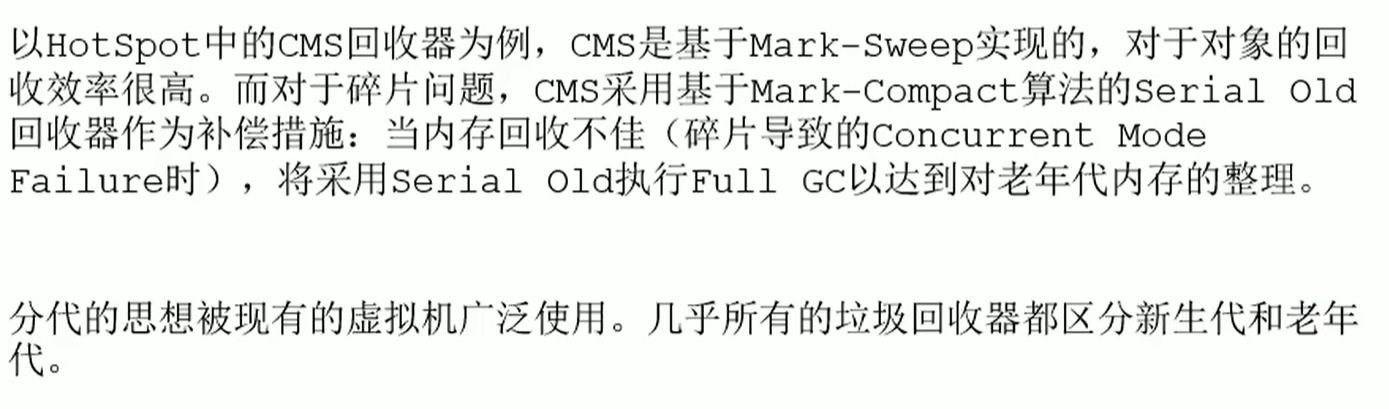 以HotSpot中的CMS回收器为例，CMS是基于Mark-Sweep实现的，对于对象的回
收效率很高。而对于碎片问题，CMS采用基于Mark-Compact算法的Serial Old
回收器作为补偿措施：当内存回收不佳（碎片导致的Concurrent Mode
Failure时），将采用Serial Old执行Full GC以达到对老年代内存的整理。
分代的思想被现有的虚拟机广泛使用。几乎所有的垃圾回收器都区分新生代和老年
代。